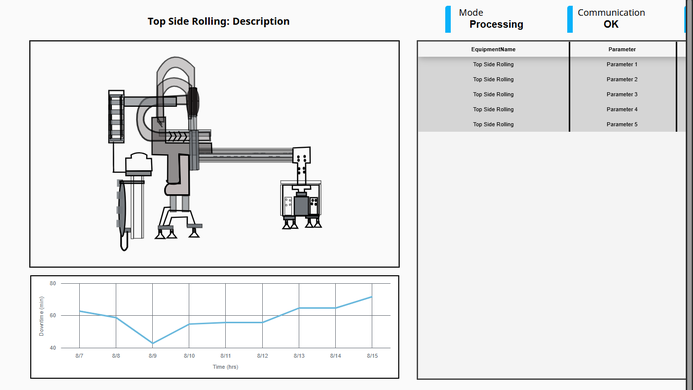 Top Side Rolling: Description
Mode
Processing
Communication
OK
EquipmentName Parameter
Top Side Rolling Parameter 1
Top Side Rolling Parameter 2
Top Side Rolling Parameter 3
Top Side Rolling Parameter 4
Top Side Rolling Parameter 5
Downtime (min)
80
60
40
8/7 8/8 8/9 8/10 8/11 8/12 8/13 8/14 8/15
Time (hrs)